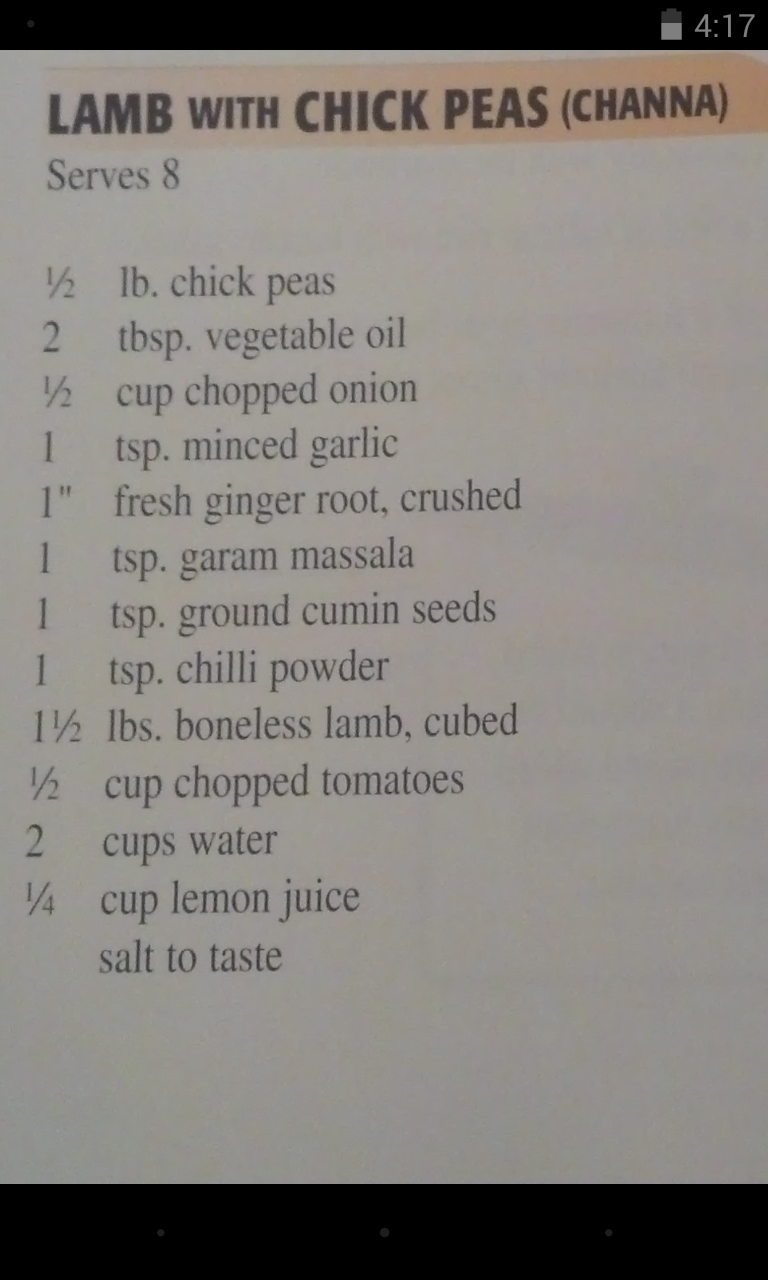 4:17
LAMB WITH CHICK PEAS (CHANNA)
Serves 8
½ lb. chick peas
2 tbsp. vegetable oil
½ cup chopped onion
1 tsp. minced garlic
1" fresh ginger root, crushed
1 tsp. garam massala
1 tsp. ground cumin seeds
1 tsp. chilli powder
1½ lbs. boneless lamb, cubed
½ cup chopped tomatoes
2 cups water
¼ cup lemon juice
salt to taste